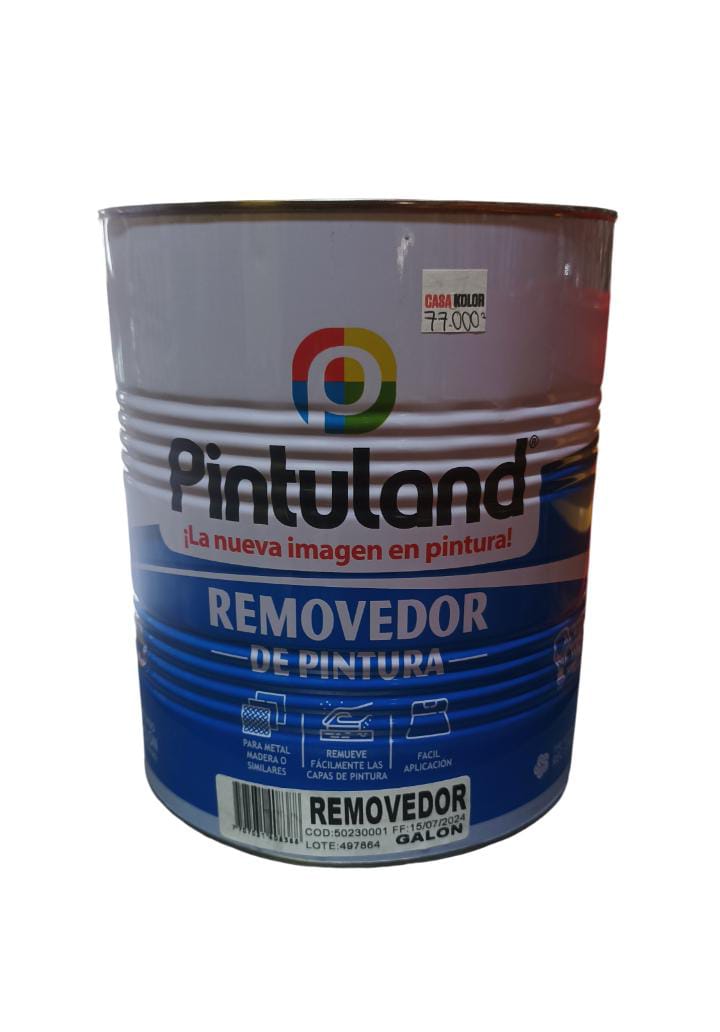 CASA KOLOR
77.000
Pintuland®
¡La nueva imagen en pintura!
REMOVEDOR
DE PINTURA
PARA METAL
MADERA O
SIMILARES
REMUEVE
FÁCILMENTE LAS
CAPAS DE PINTURA
FACIL
APLICACIÓN
REMOVEDOR
COD:50230001 FF:15/07/2024
GALON
LOTE:497864